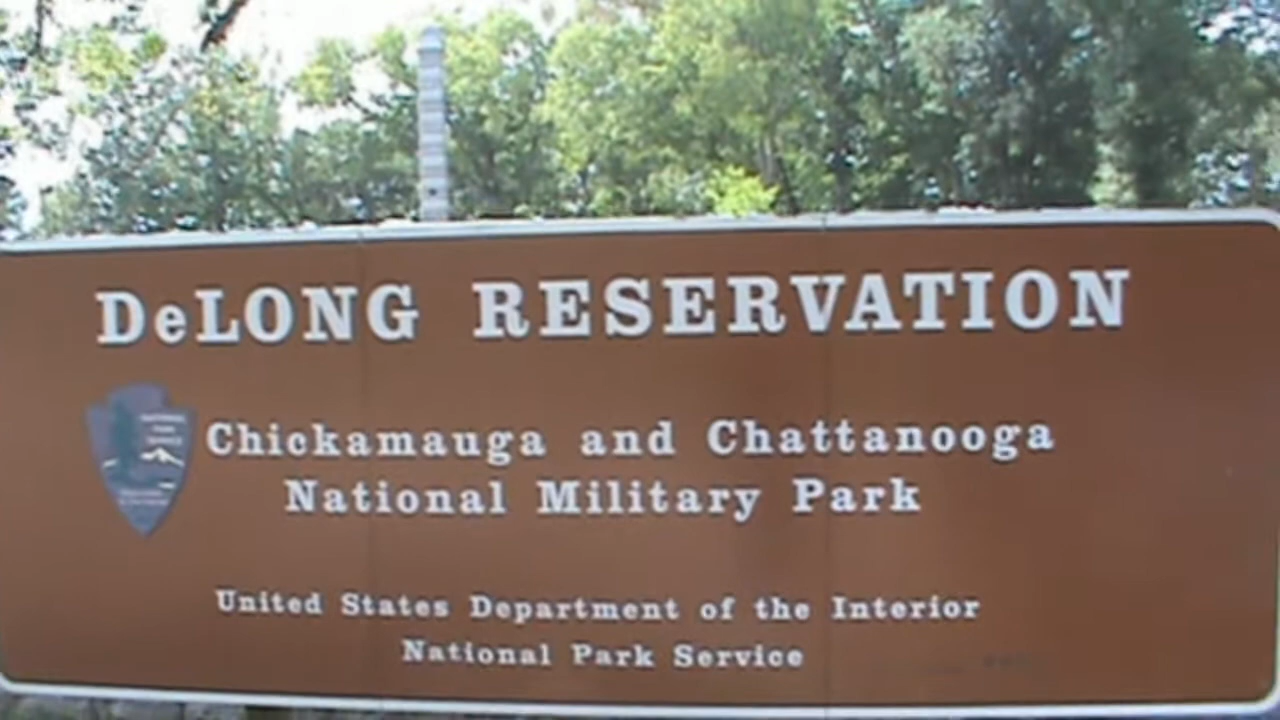 DeLONG RESERVATION
Chickamauga and Chattanooga
National Military Park
United States Department of the Interior
National Park Service